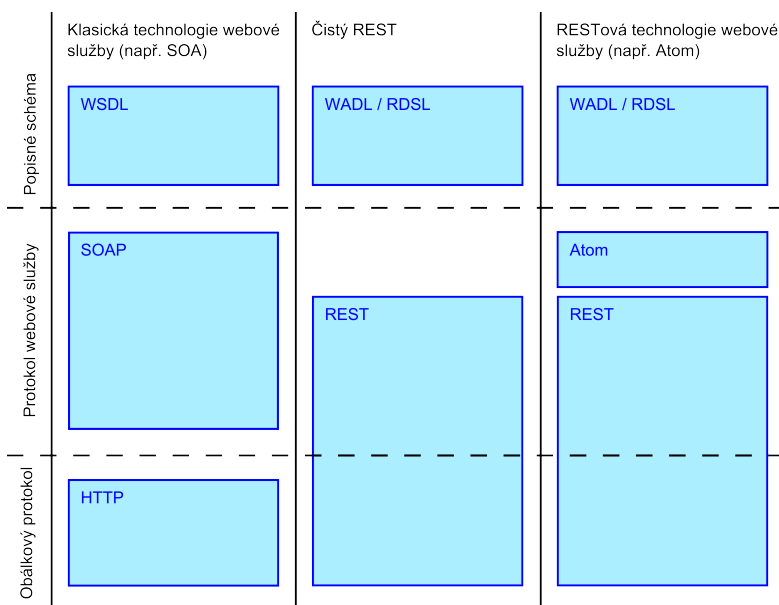 Klasická technologie webové
služby (např. SOA)
Čistý REST
RESTová technologie webové
služby (např. Atom)
Popisné schéma
WSDL
WADL / RDSL
WADL / RDSL
Protokol webové služby
SOAP
REST
Atom
REST
Obálkový protokol
HTTP